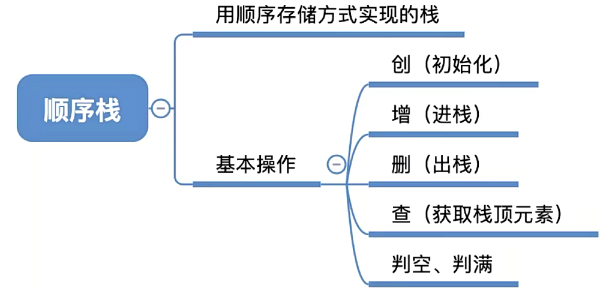 顺序栈
用顺序存储方式实现的栈
基本操作
创（初始化）
增（进栈）
删（出栈）
查（获取栈顶元素）
判空、判满